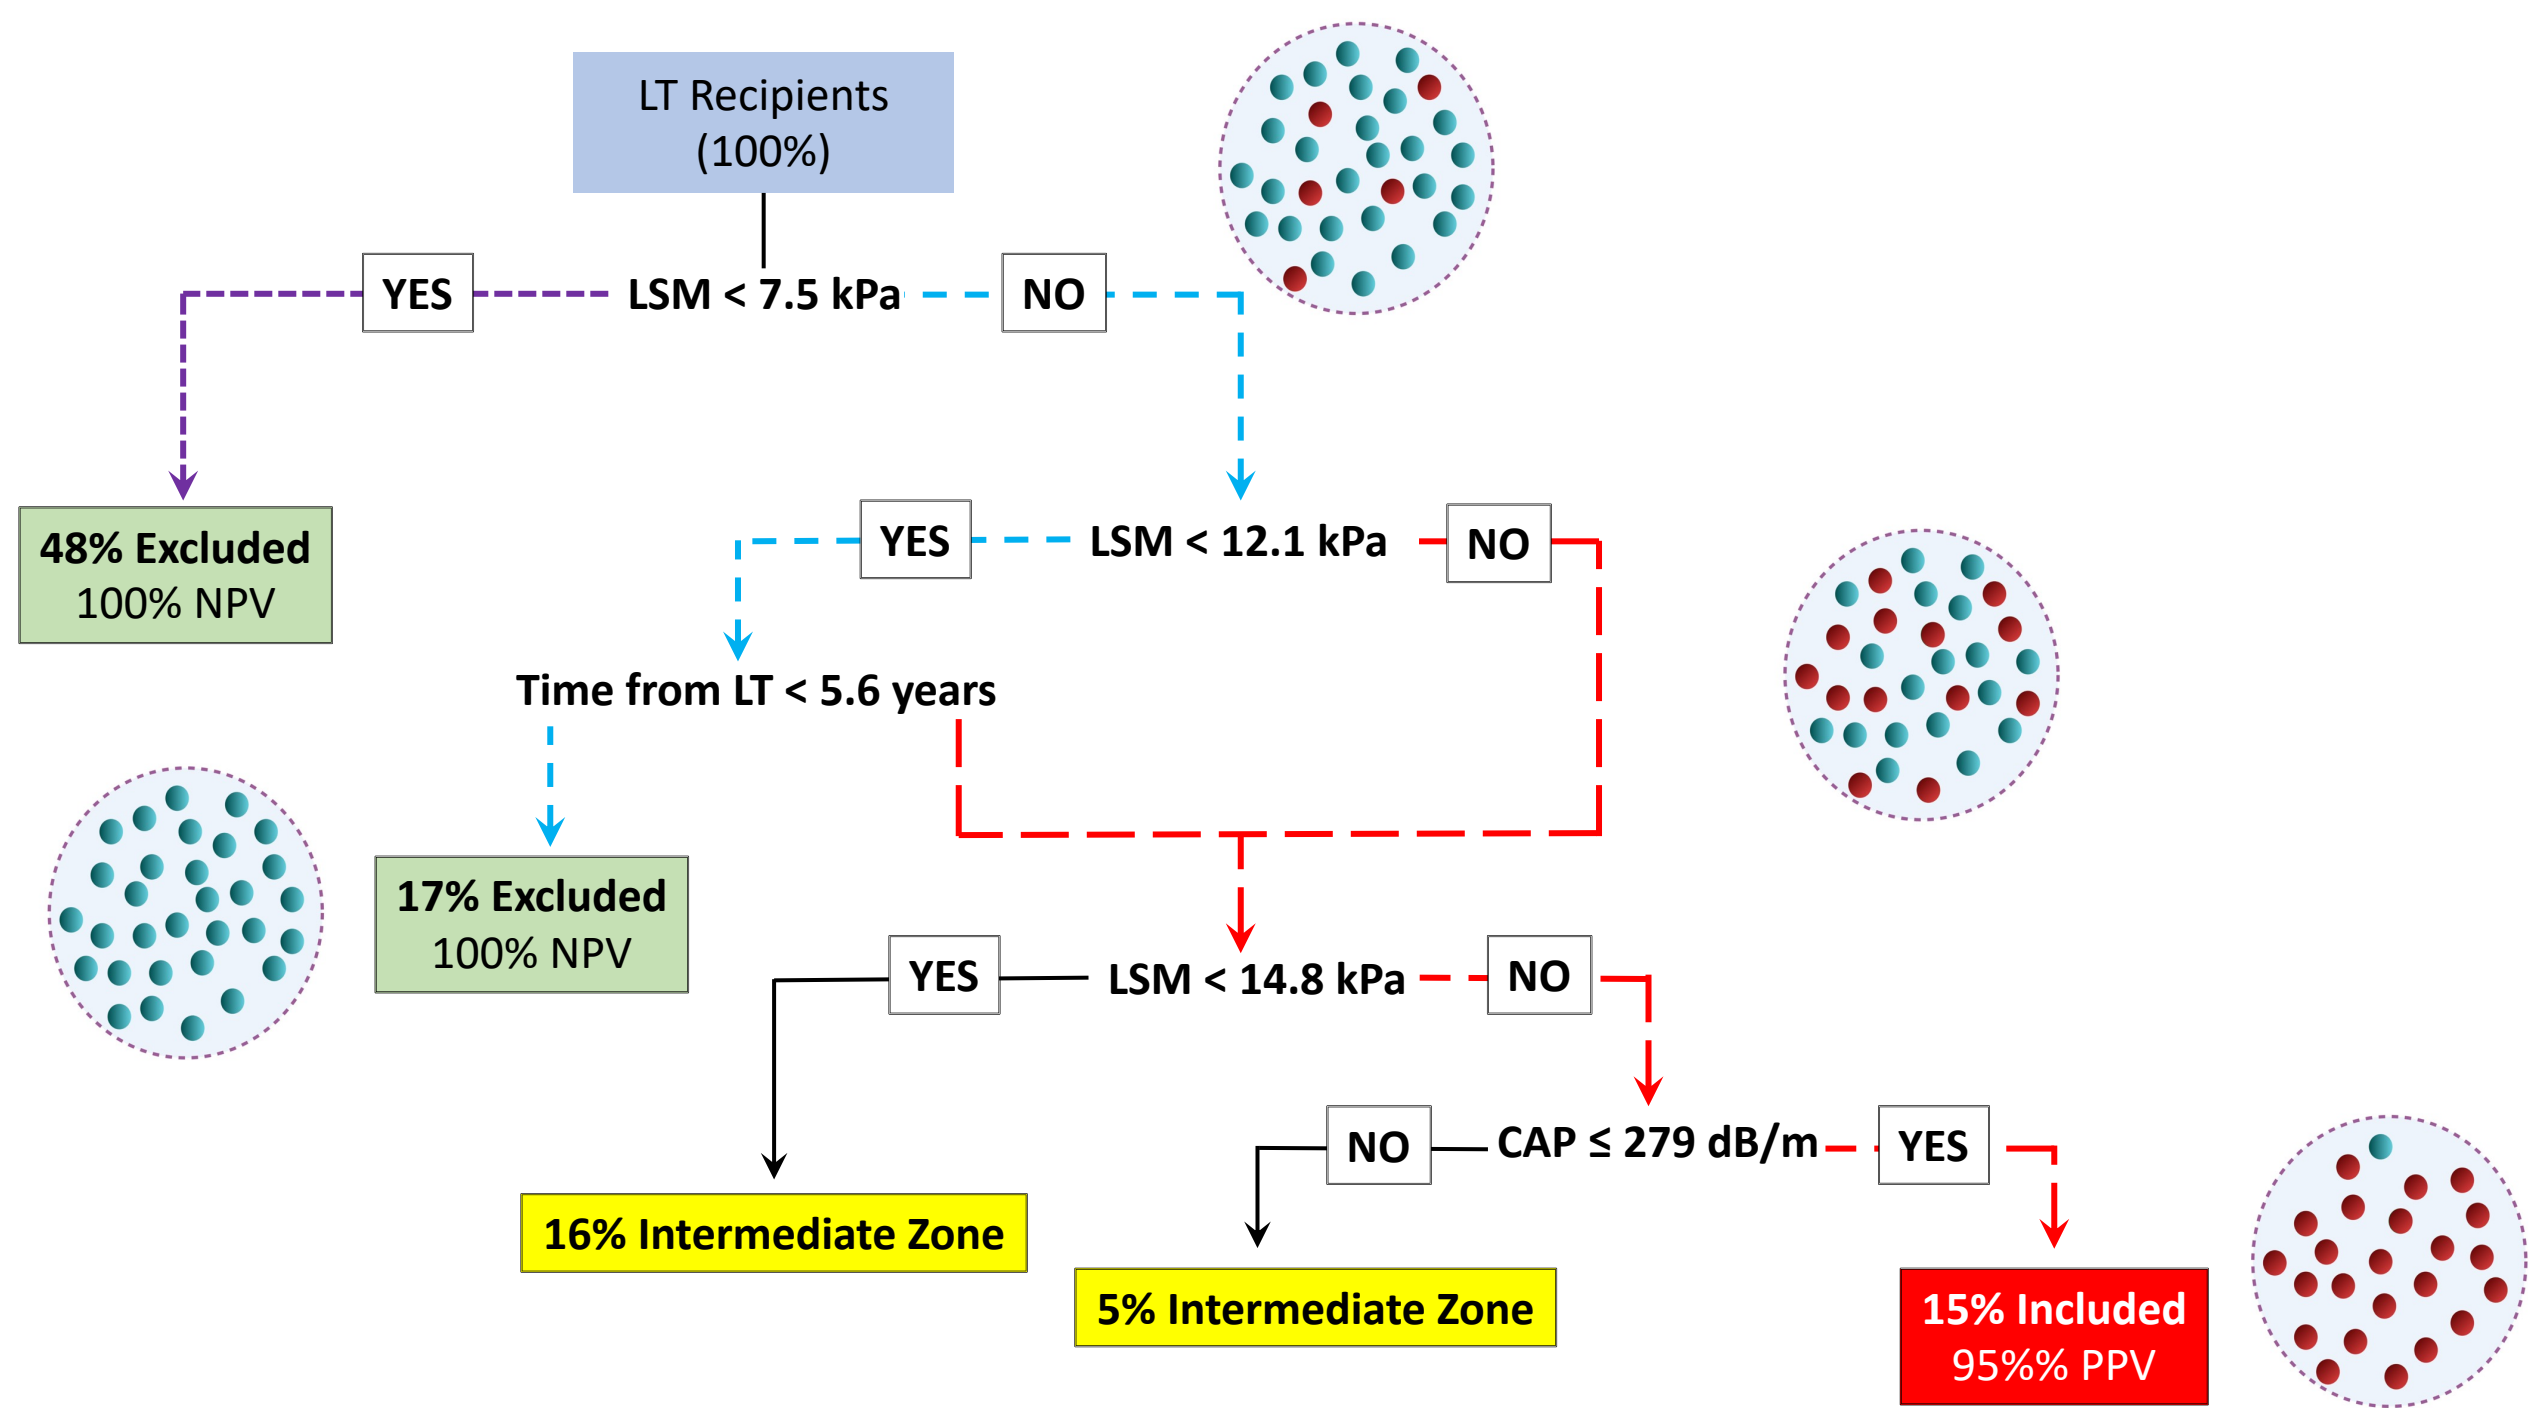 LT Recipients
(100%)
YES
LSM < 7.5 kPa
NO
48% Excluded
100% NPV
YES
LSM < 12.1 kPa
NO
Time from LT < 5.6 years
17% Excluded
100% NPV
YES
LSM < 14.8 kPa
NO
NO
CAP ≤ 279 dB/m
YES
16% Intermediate Zone
5% Intermediate Zone
15% Included
95%% PPV